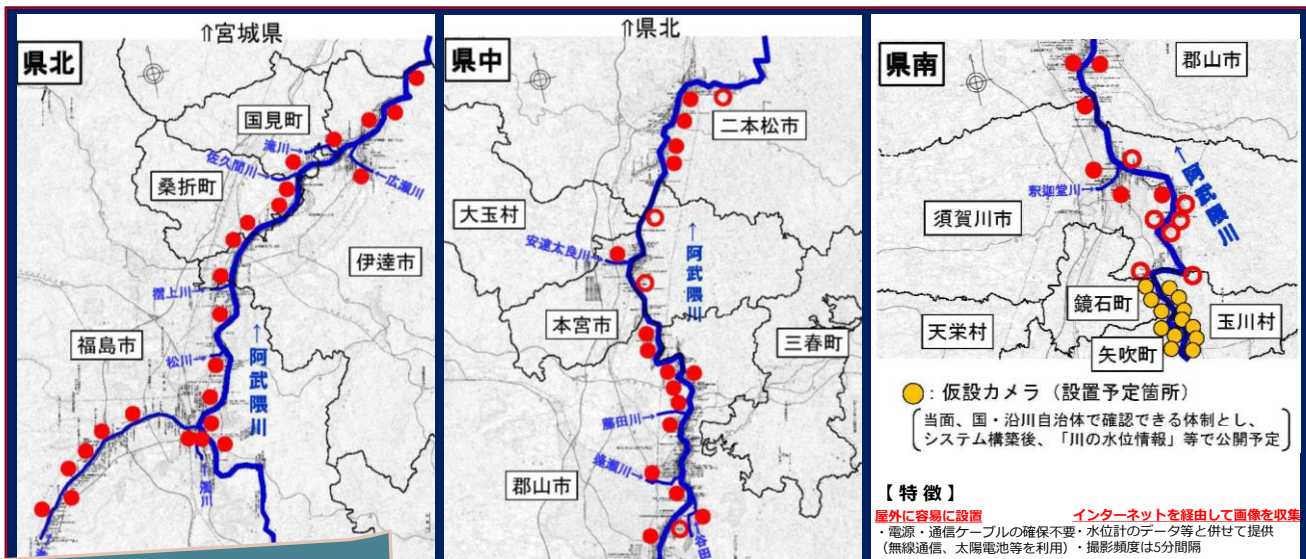 ⇑宮城県
県北
国見町
滝川→
佐久間川→
←広瀬川
桑折町
伊達市
摺上川→
福島市
松川→
←阿武隈川
濁川
⇑県北
県中
二本松市
大玉村
安達太良川→
←阿武隈川
本宮市
三春町
藤田川→
逢瀬川→
郡山市
谷田
県南
郡山市
←阿武隈川
釈迦堂川→
須賀川市
鏡石町
玉川村
天栄村
矢吹町
:仮設カメラ(設置予定箇所)
当面、国・沿川自治体で確認できる体制とし、
システム構築後、「川の水位情報」等で公開予定
【特徴】
屋外に容易に設置
・電源・通信ケーブルの確保不要
(無線通信、太陽電池等を利用)
インターネットを経由して画像を収集
・水位計のデータ等と併せて提供
・撮影頻度は5分間隔